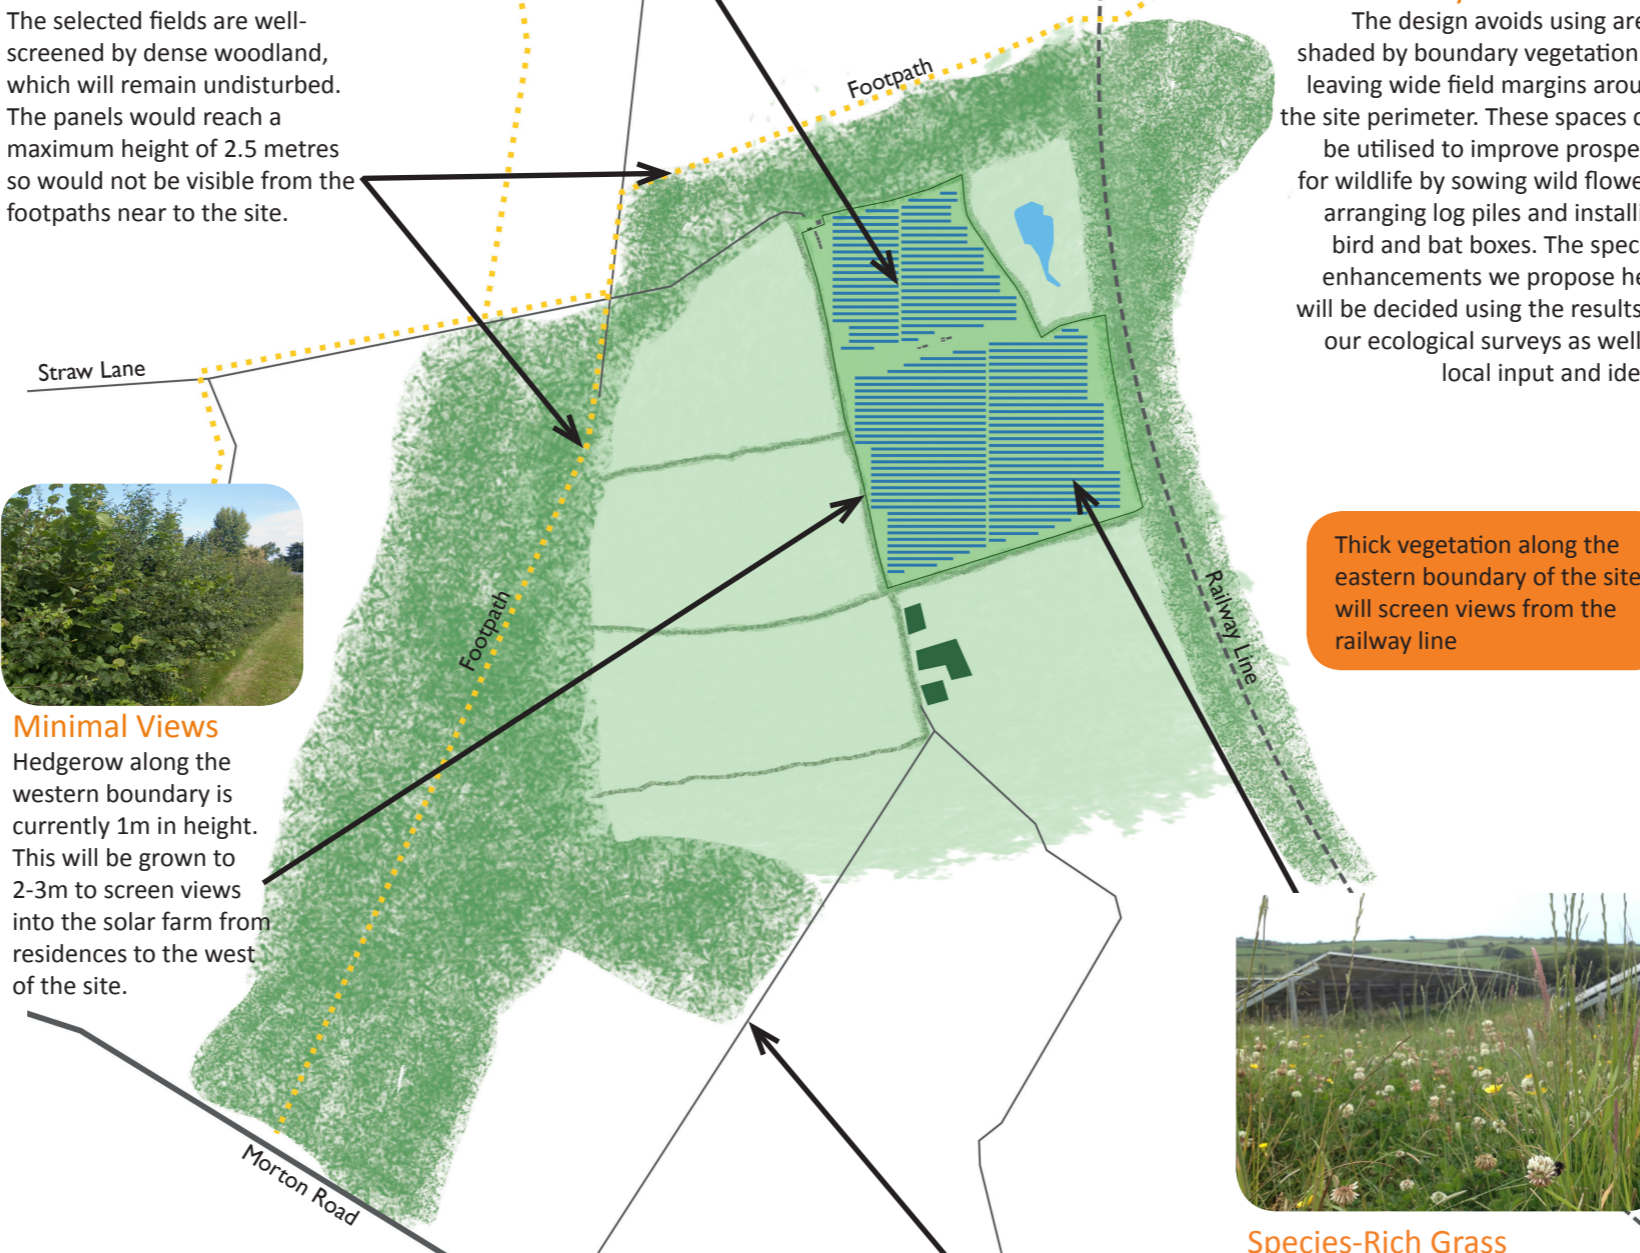 The selected fields are well-
screened by dense woodland,
which will remain undisturbed.
The panels would reach a
maximum height of 2.5 metres
so would not be visible from the
footpaths near to the site.
The design avoids using
shaded by boundary vegetation
leaving wide field margins
the site perimeter. These spaces
be utilised to improve
for wildlife by sowing wild
arranging log piles and
bird and bat boxes. The
enhancements we propose
will be decided using the results
our ecological surveys as well
local input and
Footpath
Straw Lane
Footpath
Railway Line
Thick vegetation along the
eastern boundary of the site
will screen views from the
railway line
Minimal Views
Hedgerow along the
western boundary is
currently 1m in height.
This will be grown to
2-3m to screen views
into the solar farm from
residences to the west
of the site.
Morton Road
Species-Rich Grass